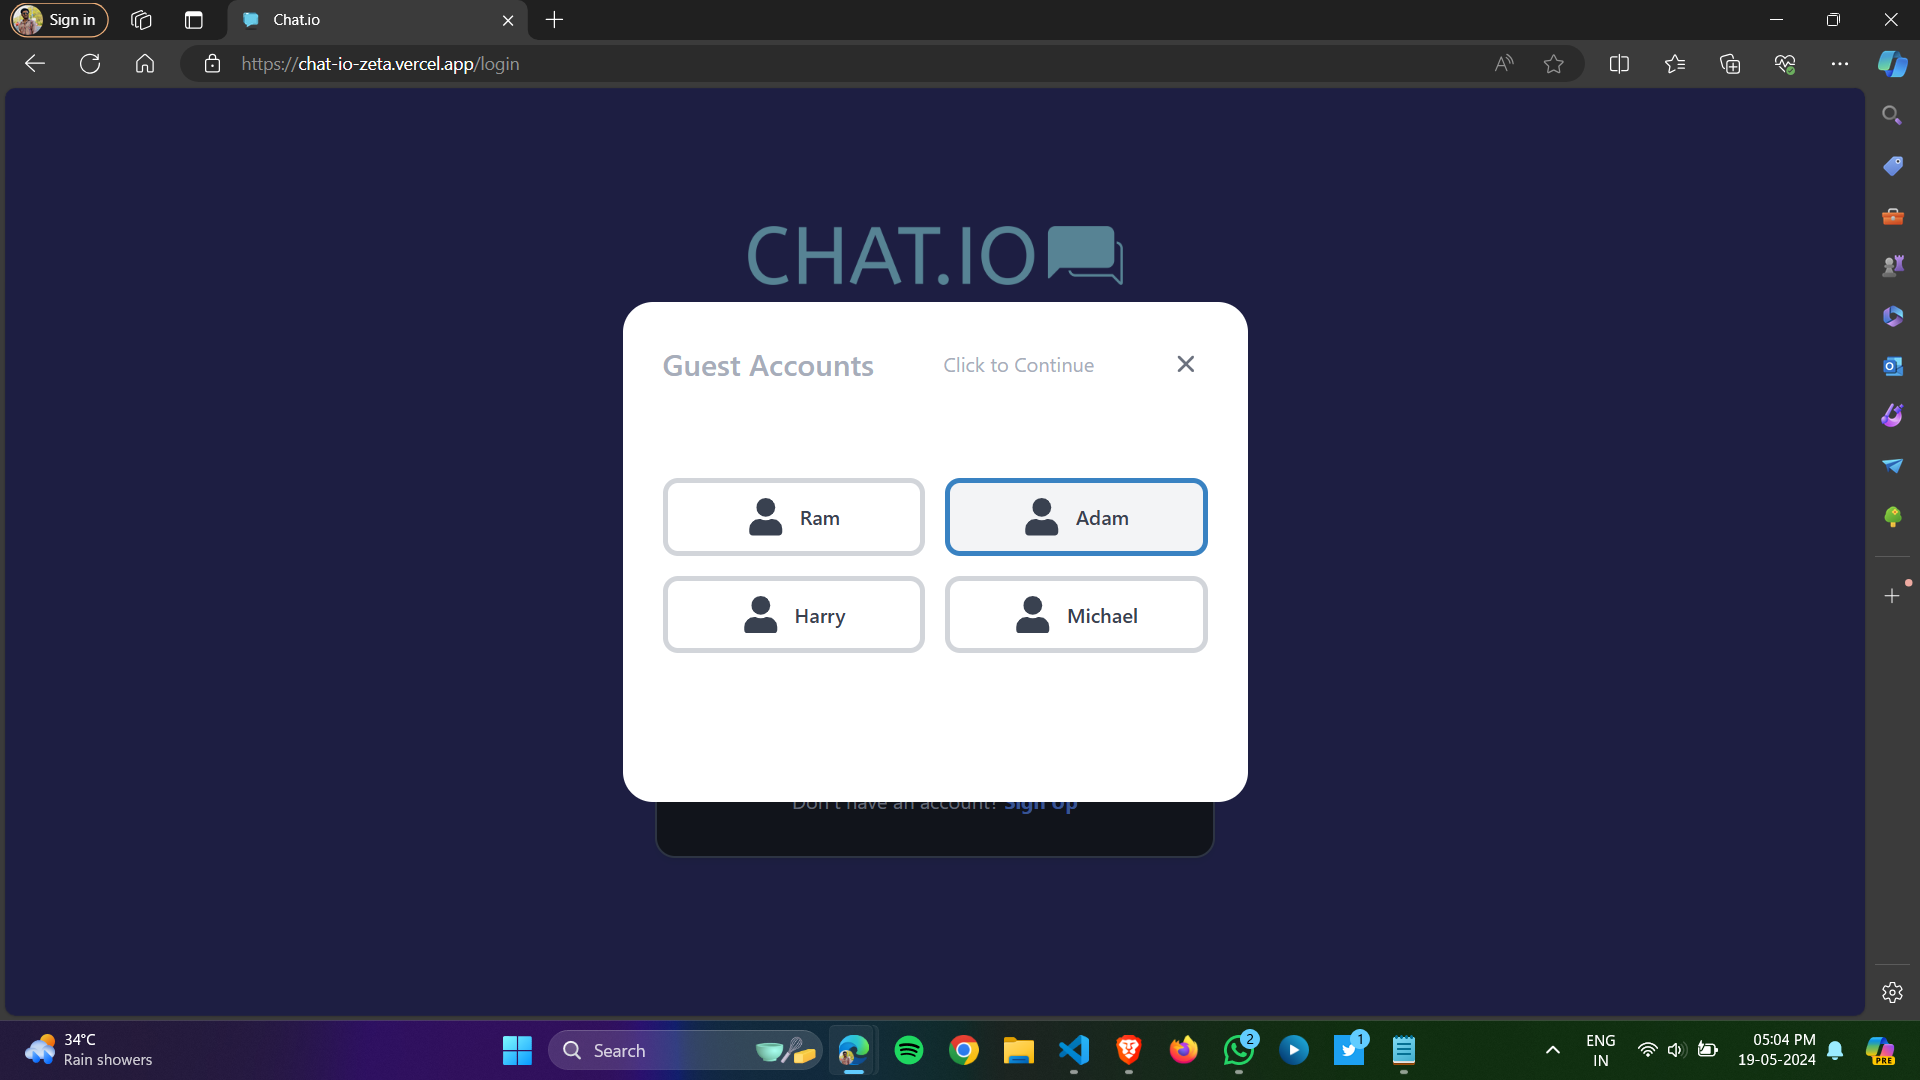 Sign in
Chat.io
https://chat-io-zeta.vercel.app/login
CHAT.IO
Guest Accounts
Click to Continue
Ram
Adam
Harry
Michael
Don't have an account? Sign Up
34°C
Rain showers
Search
2
1
ENG
IN
05:04 PM
19-05-2024
PRE